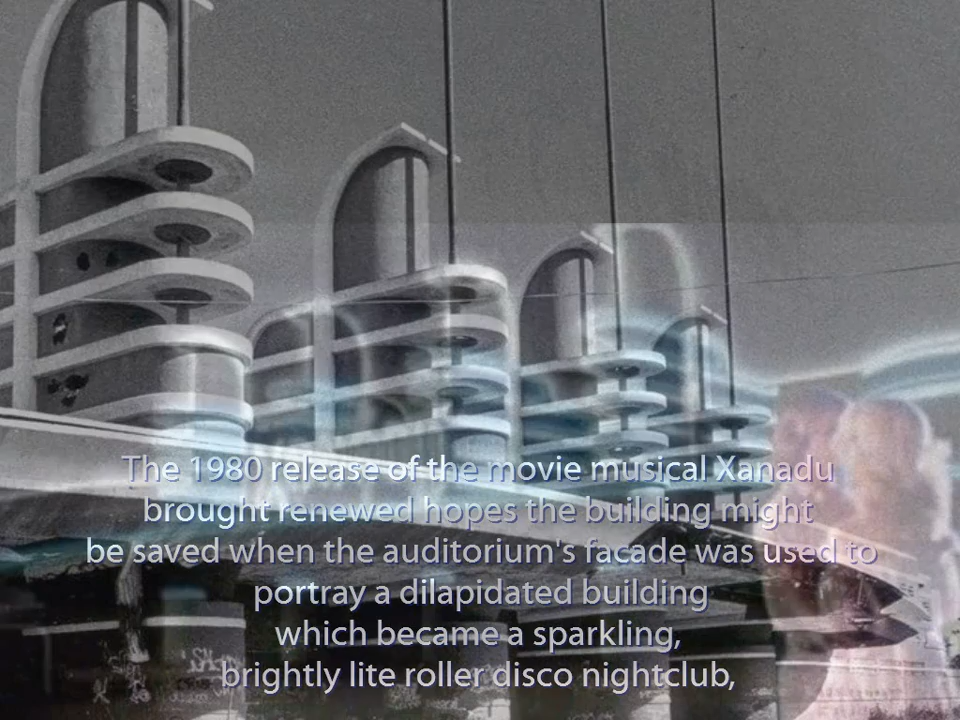 The 1980 release of the movie musical Xanadu
brought renewed hopes the building might
be saved when the auditorium's facade was used to
portray a dilapidated building
which became a sparkling,
brightly lite roller disco nightclub,